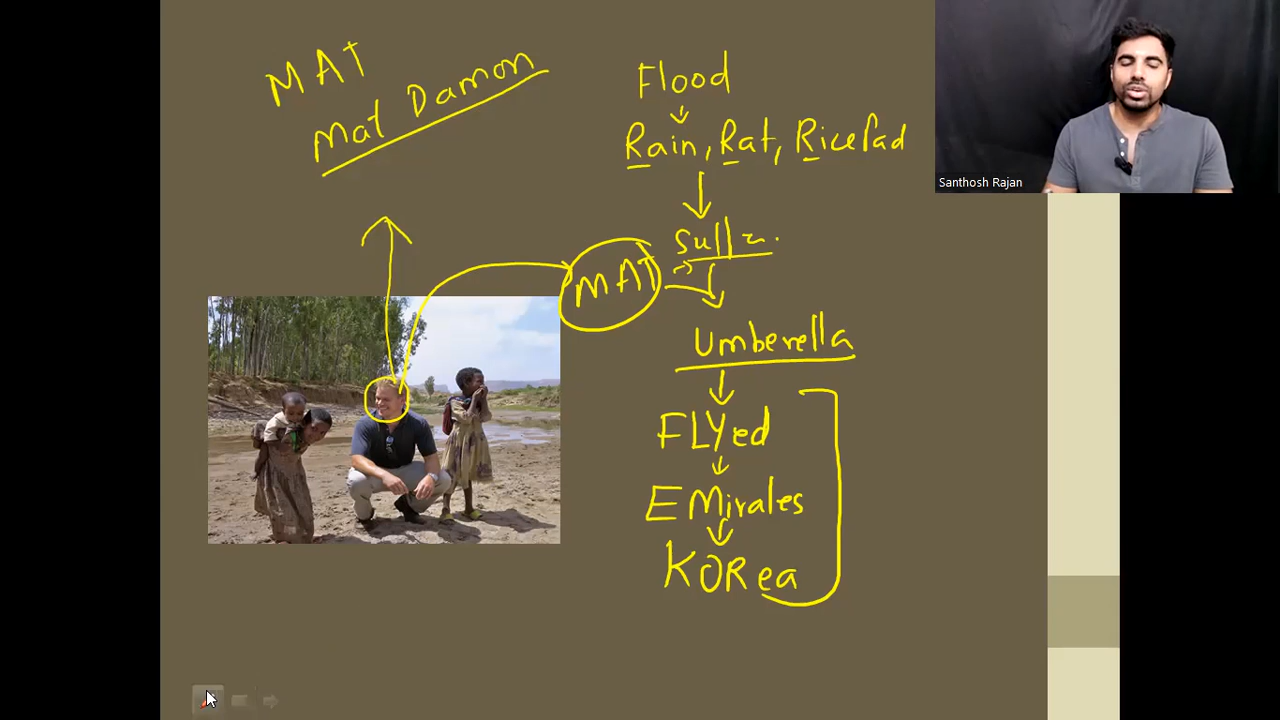 MAT
Mat Damon
Flood
Rain, Rat, Ricefad
MAT
Umberella
FLYed
EMirales
KORea
Santhosh Rajan